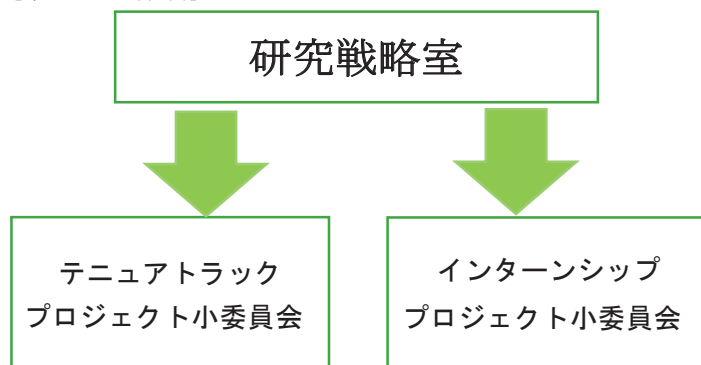 研究戦略室
テニュアトラック
プロジェクト小委員会
インターンシップ
プロジェクト小委員会